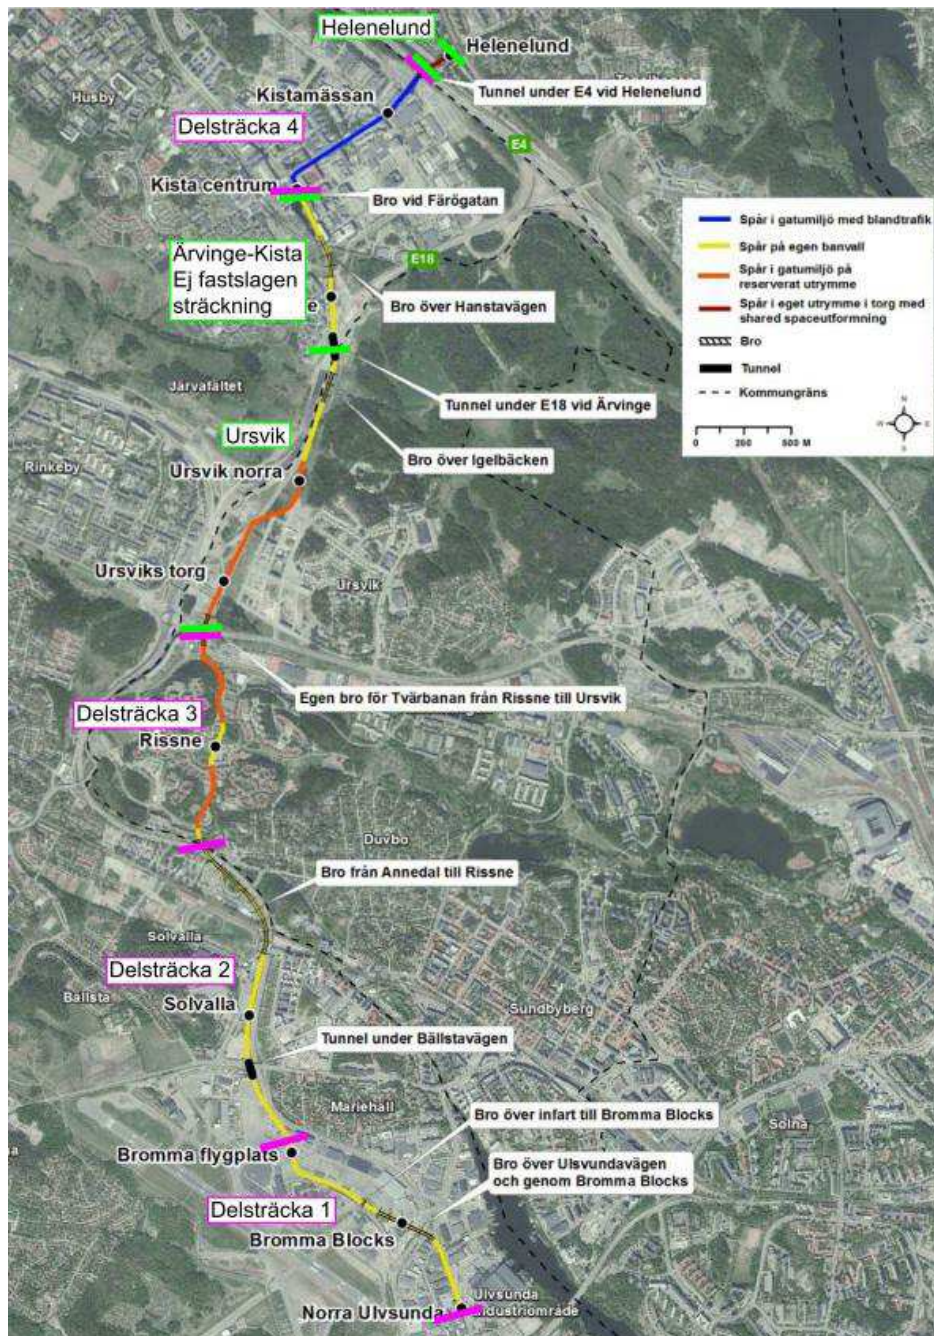 Helenelund
Helenelund
Husby
Tunnel under E4 vid Helenelund
Kistamässan
Delsträcka 4
E4
Kista centrum
Bro vid Färögatan
Spår i gatumiljö med blandtrafik
Spår på egen banvall
Spår i gatumiljö på
reserverat utrymme
Spår i eget utrymme i torg med
shared spaceutformning
Bro
Tunnel
Kommungräns
N
W
E
S
0 250 500 M
Ärvinge-Kista
Ej fastslagen
sträckning
e
E18
Bro över Hanstavägen
Järvafältet
Tunnel under E18 vid Ärvinge
Ursvik
Bro över Igelbäcken
Rinkeby
Ursvik norra
Ursviks torg
Ursvik
Egen bro för Tvärbanan från Rissne till Ursvik
Delsträcka 3
Rissne
Duvbo
Bro från Annedal till Rissne
Solvalla
Delsträcka 2
Bällsta
Solvalla
Sundbyberg
Tunnel under Bällstavägen
Mariehäll
Bro över infart till Bromma Blocks
Solna
Bromma flygplats
Bro över Ulsvundavägen
och genom Bromma Blocks
Delsträcka 1
Bromma Blocks
Norra Ulvsunda
Ulvsunda
industriområde